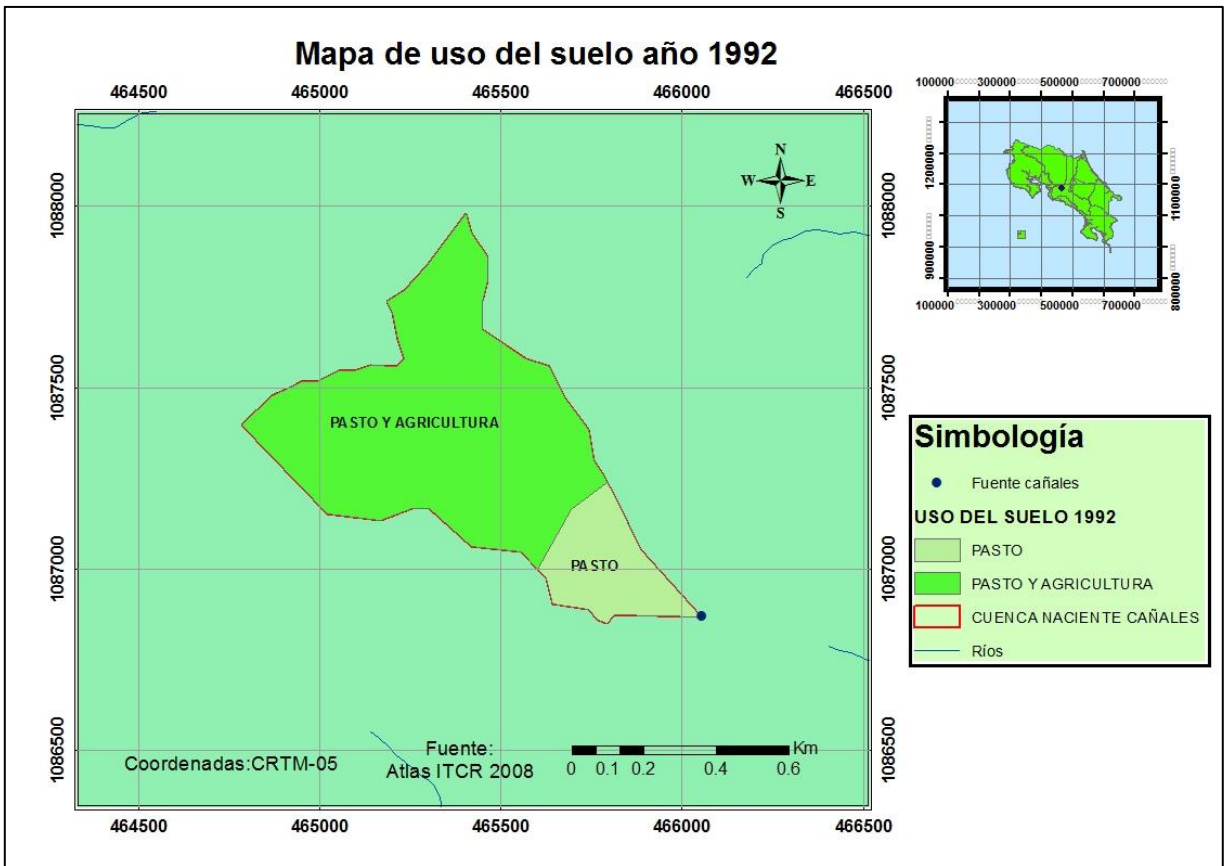 Mapa de uso del suelo año 1992
464500 465000 465500 466000 466500
1088000
1087500
1087000
1086500
1088000
1087500
1087000
1086500
N
W E
S
PASTO Y AGRICULTURA
PASTO
Coordenadas:CRTM-05
Fuente:
Atlas ITCR 2008
Km
0 0.1 0.2 0.4 0.6
464500 465000 465500 466000 466500
100000 300000 500000 700000
1200000
900000
1100000
800000
100000 300000 500000 700000
Simbología
Fuente cañales
USO DEL SUELO 1992
PASTO
PASTO Y AGRICULTURA
CUENCA NACIENTE CAÑALES
Ríos